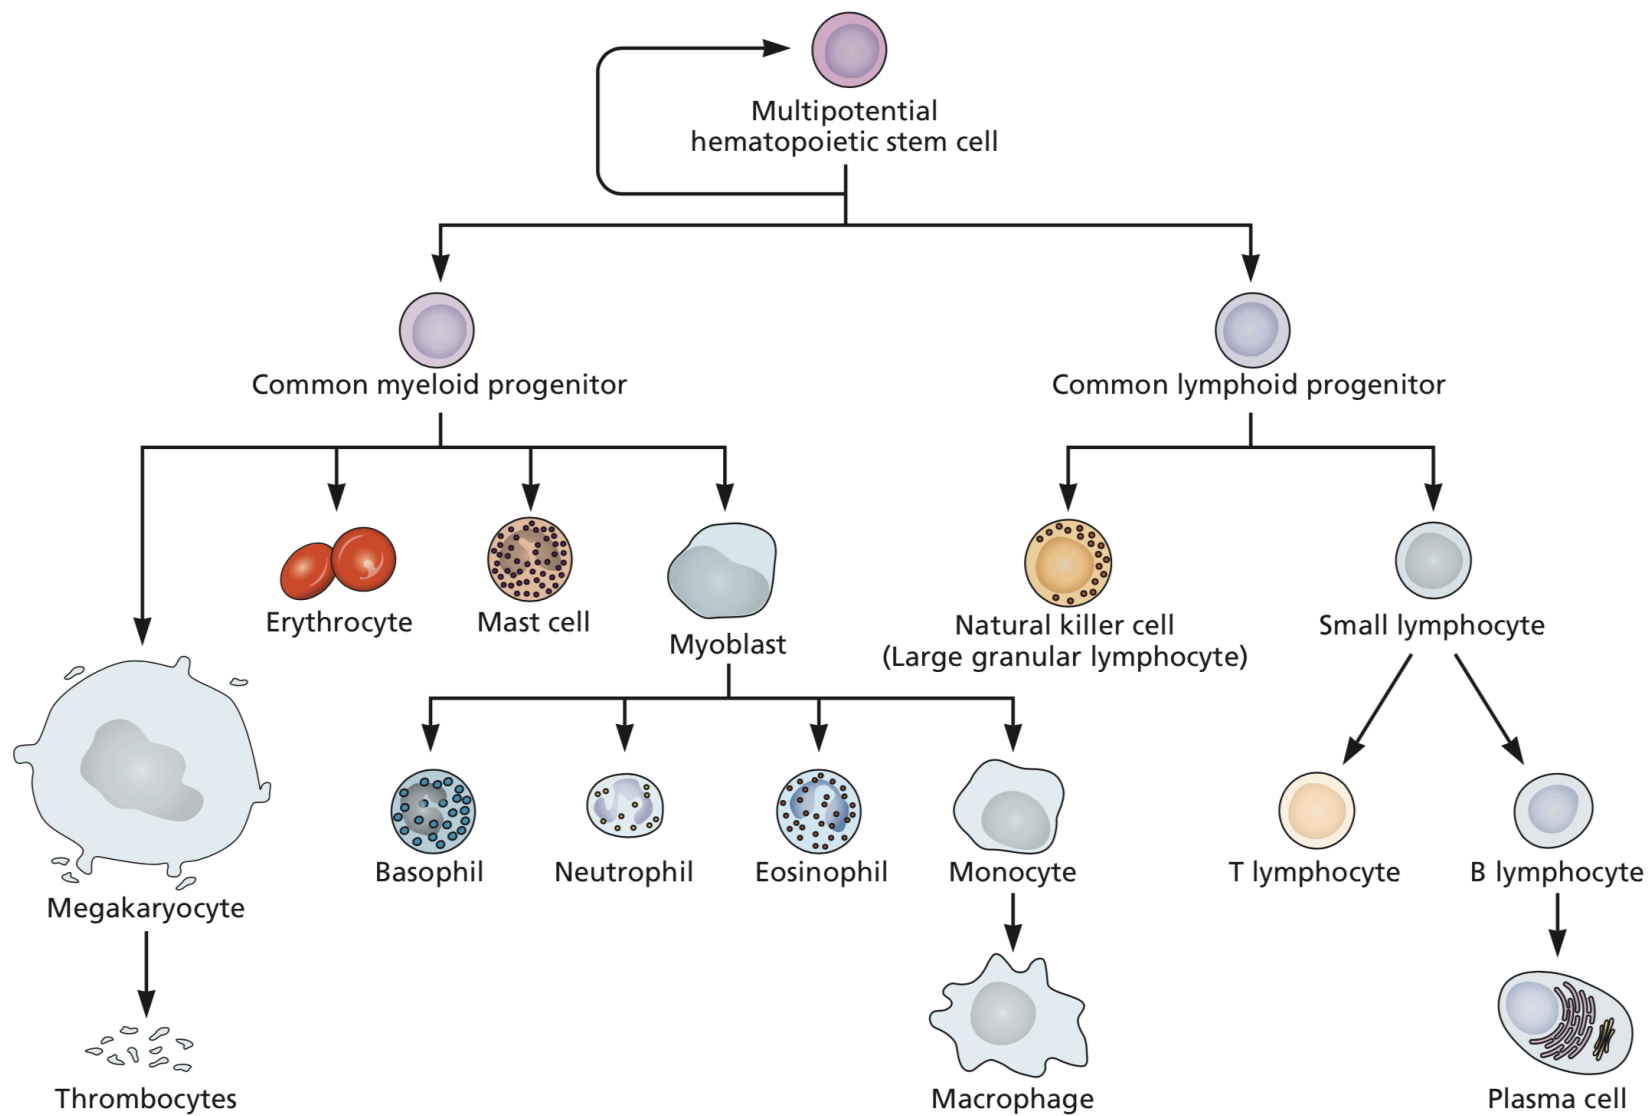 Multipotential
hematopoietic stem cell
Common myeloid progenitor
Common lymphoid progenitor
Erythrocyte
Mast cell
Myoblast
Natural killer cell
(Large granular lymphocyte)
Small lymphocyte
Megakaryocyte
Basophil
Neutrophil
Eosinophil
Monocyte
T lymphocyte
B lymphocyte
Thrombocytes
Macrophage
Plasma cell